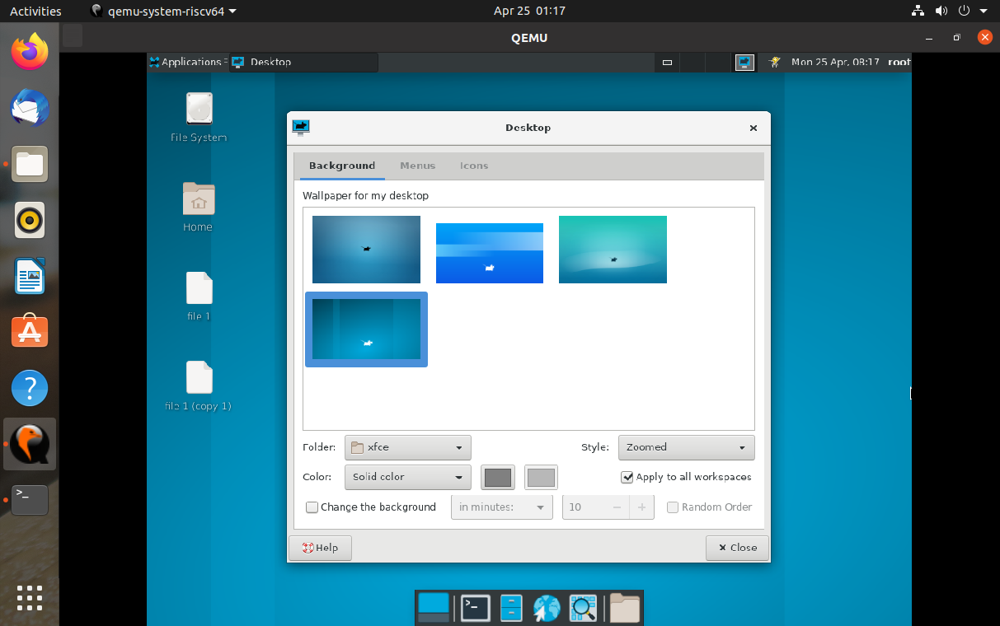 Activities qemu-system-riscv64 Apr 25 01:17
QEMU
Applications Desktop Mon 25 Apr, 08:17 root
File System
Home
file 1
file 1 (copy 1)
Desktop
Background Menus Icons
Wallpaper for my desktop
Folder: xfce Style: Zoomed
Color: Solid color Apply to all workspaces
Change the background in minutes: 10 Random Order
Help Close